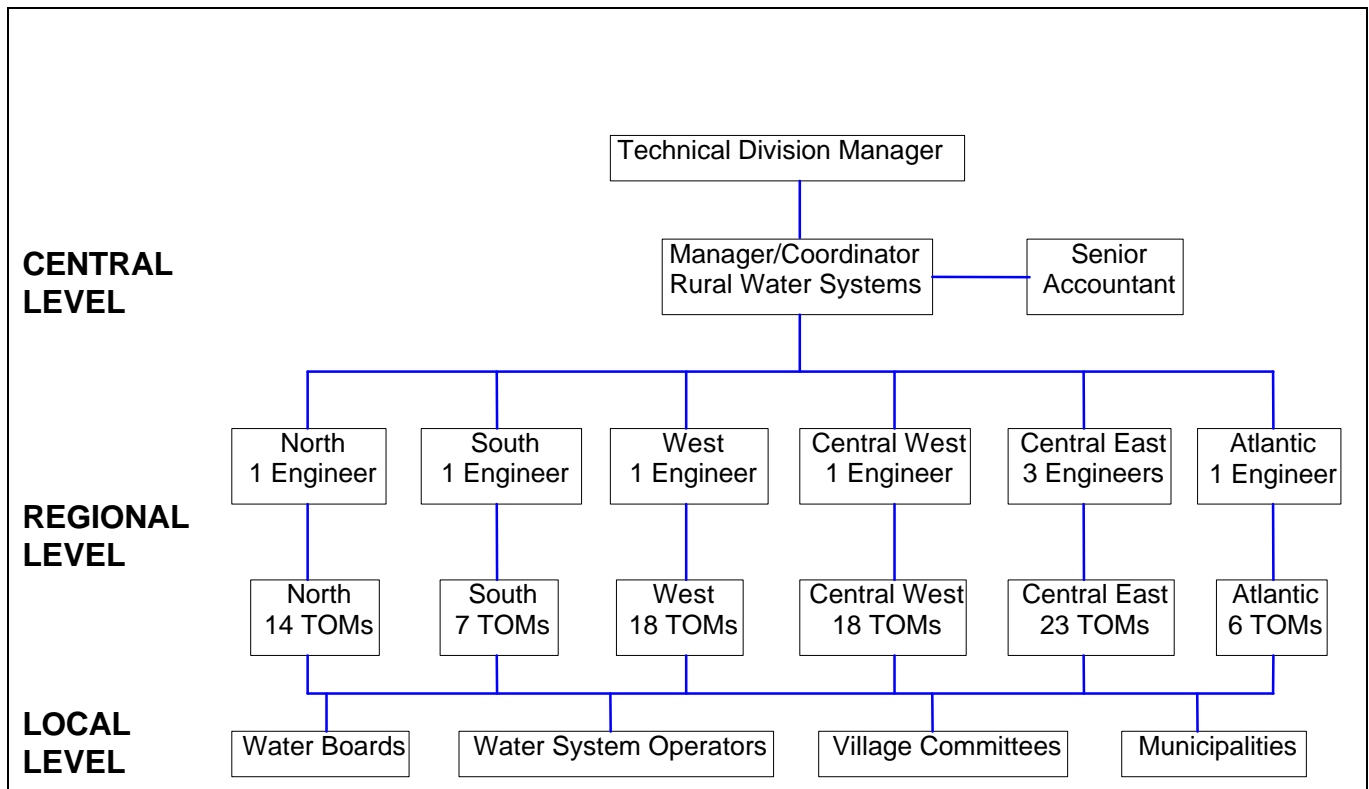 Technical Division Manager
CENTRAL
LEVEL
Manager/Coordinator
Rural Water Systems
Senior
Accountant
North
1 Engineer
South
1 Engineer
West
1 Engineer
Central West
1 Engineer
Central East
3 Engineers
Atlantic
1 Engineer
REGIONAL
LEVEL
North
14 TOMs
South
7 TOMs
West
18 TOMs
Central West
18 TOMs
Central East
23 TOMs
Atlantic
6 TOMs
LOCAL
LEVEL
Water Boards
Water System Operators
Village Committees
Municipalities